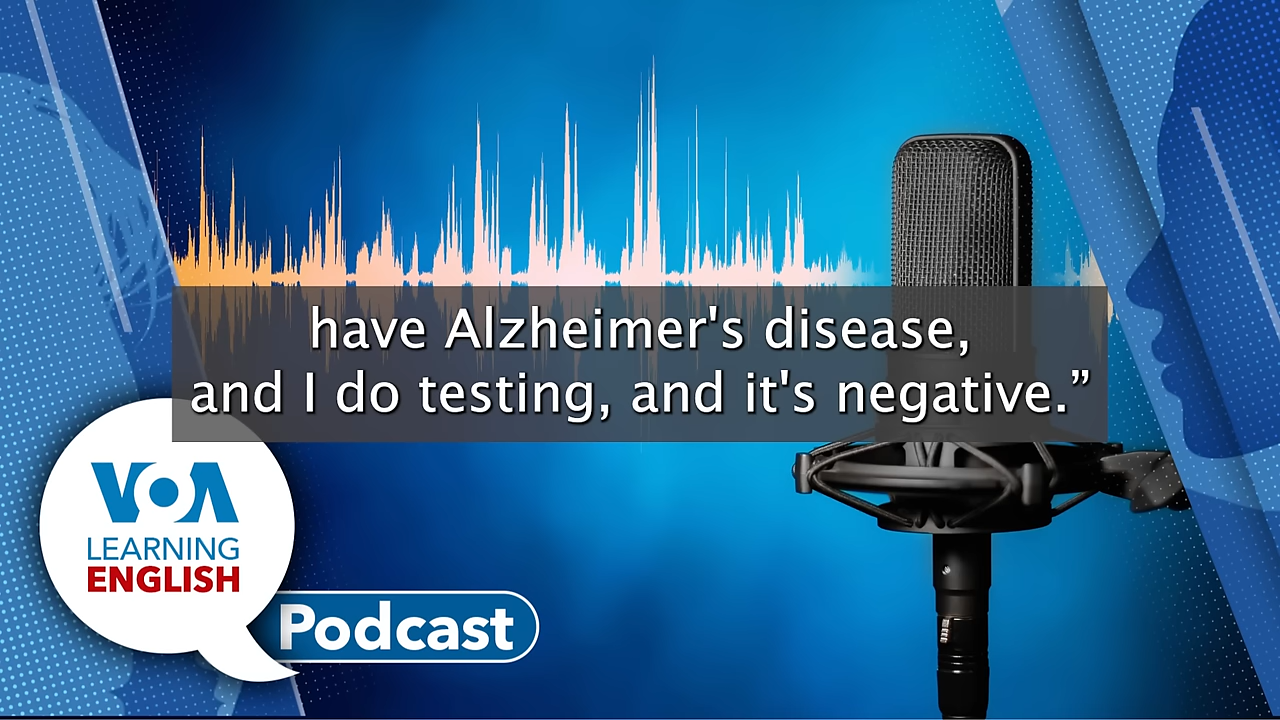 have Alzheimer's disease,
and I do testing, and it's negative.”
VOA
LEARNING
ENGLISH
Podcast